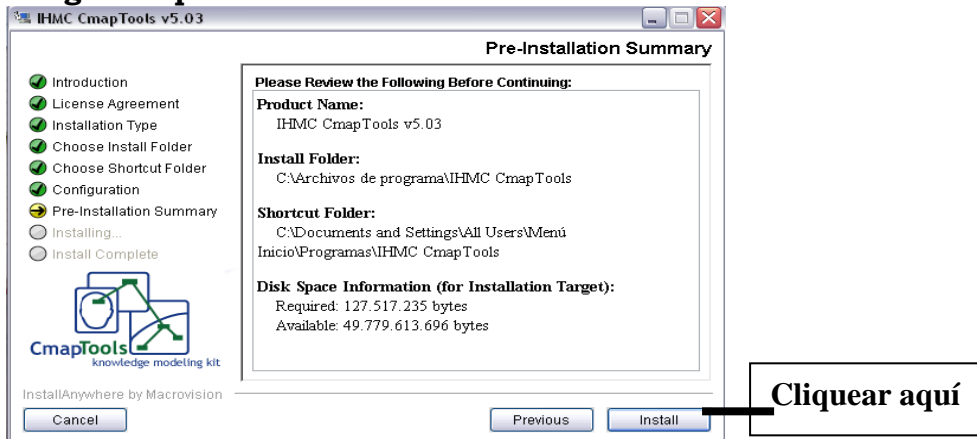 IHMC CmapTools v5.03
Pre-Installation Summary
Introduction
License Agreement
Installation Type
Choose Install Folder
Choose Shortcut Folder
Configuration
Pre-Installation Summary
Installing...
Install Complete
CmapTools
knowledge modeling kit
Please Review the Following Before Continuing:
Product Name:
IHMC CmapTools v5.03
Install Folder:
C:\Archivos de programa\IHMC CmapTools
Shortcut Folder:
C:\Documents and Settings\All Users\Menú
Inicio\Programas\IHMC CmapTools
Disk Space Information (for Installation Target):
Required: 127.517.235 bytes
Available: 49.779.613.696 bytes
InstallAnywhere by Macrovision
Cancel
Previous
Install
Cliquear aquí